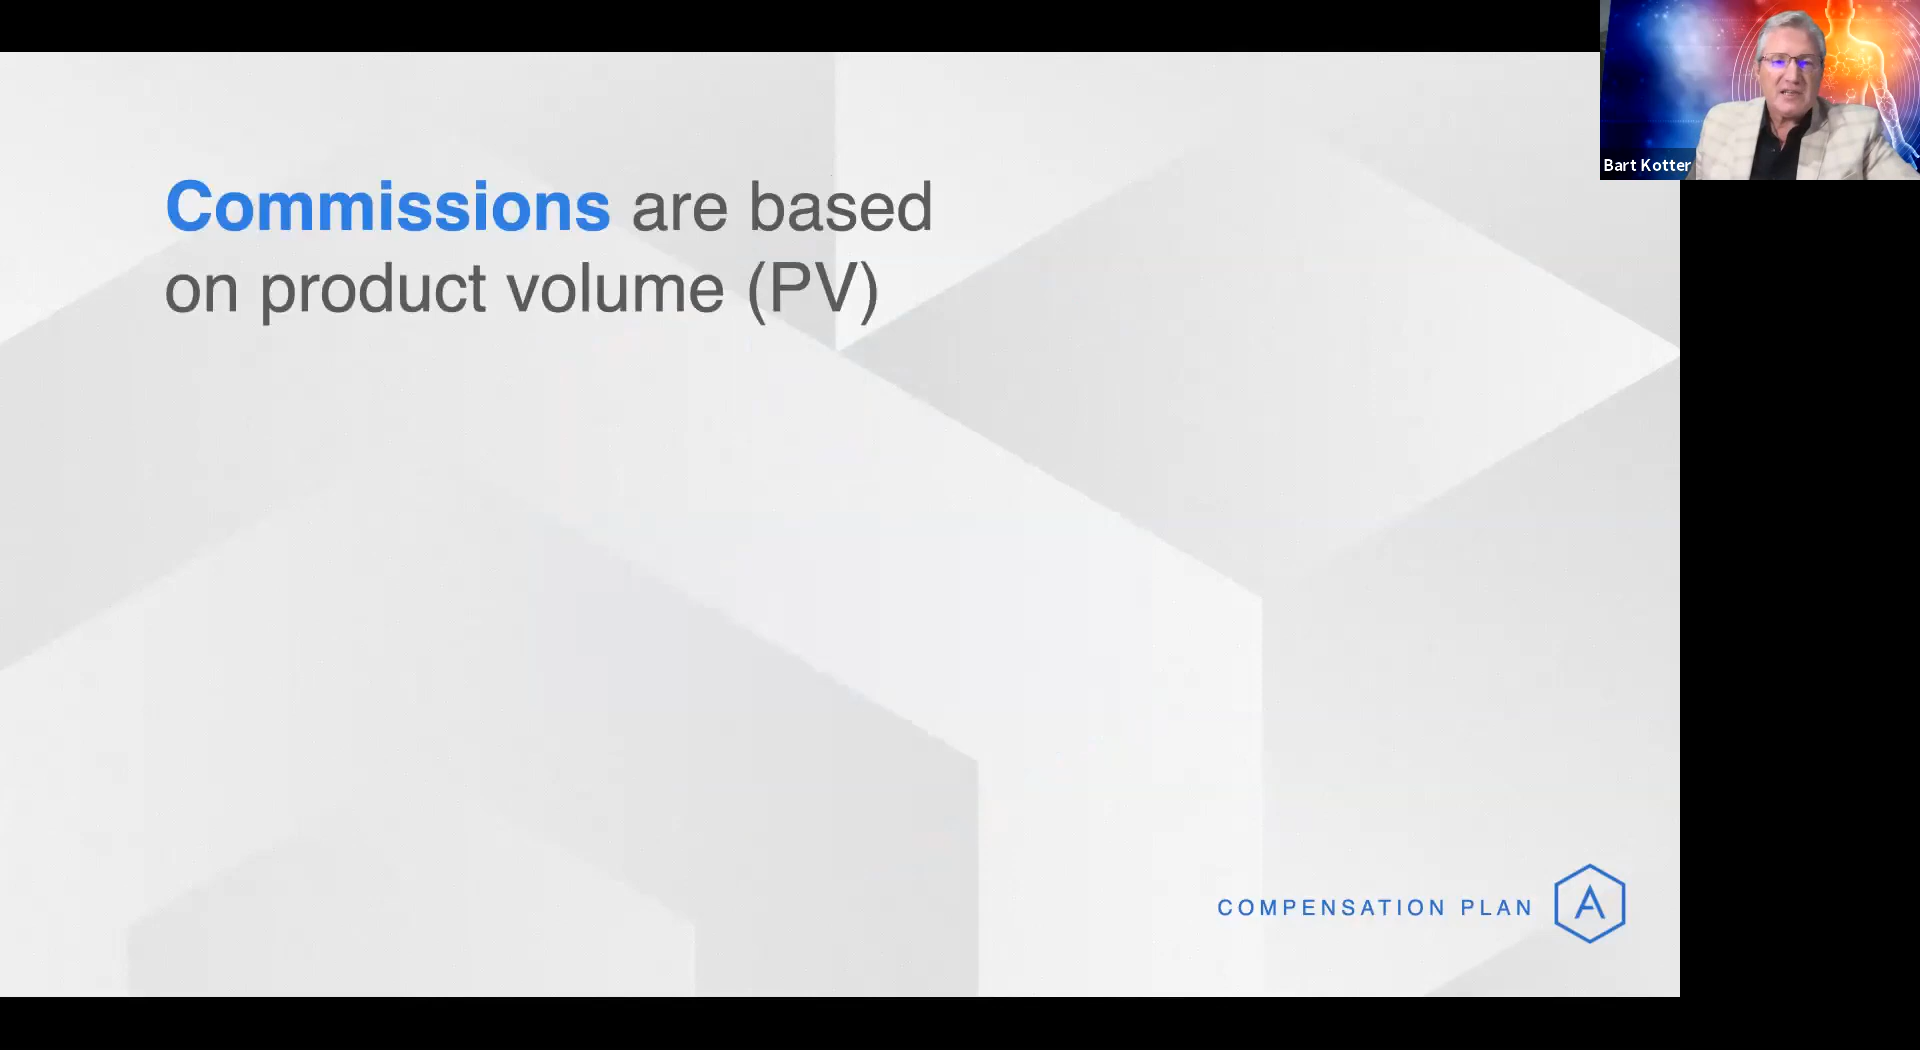 Commissions are based
on product volume (PV)
Bart Kotter
COMPENSATION PLAN
A